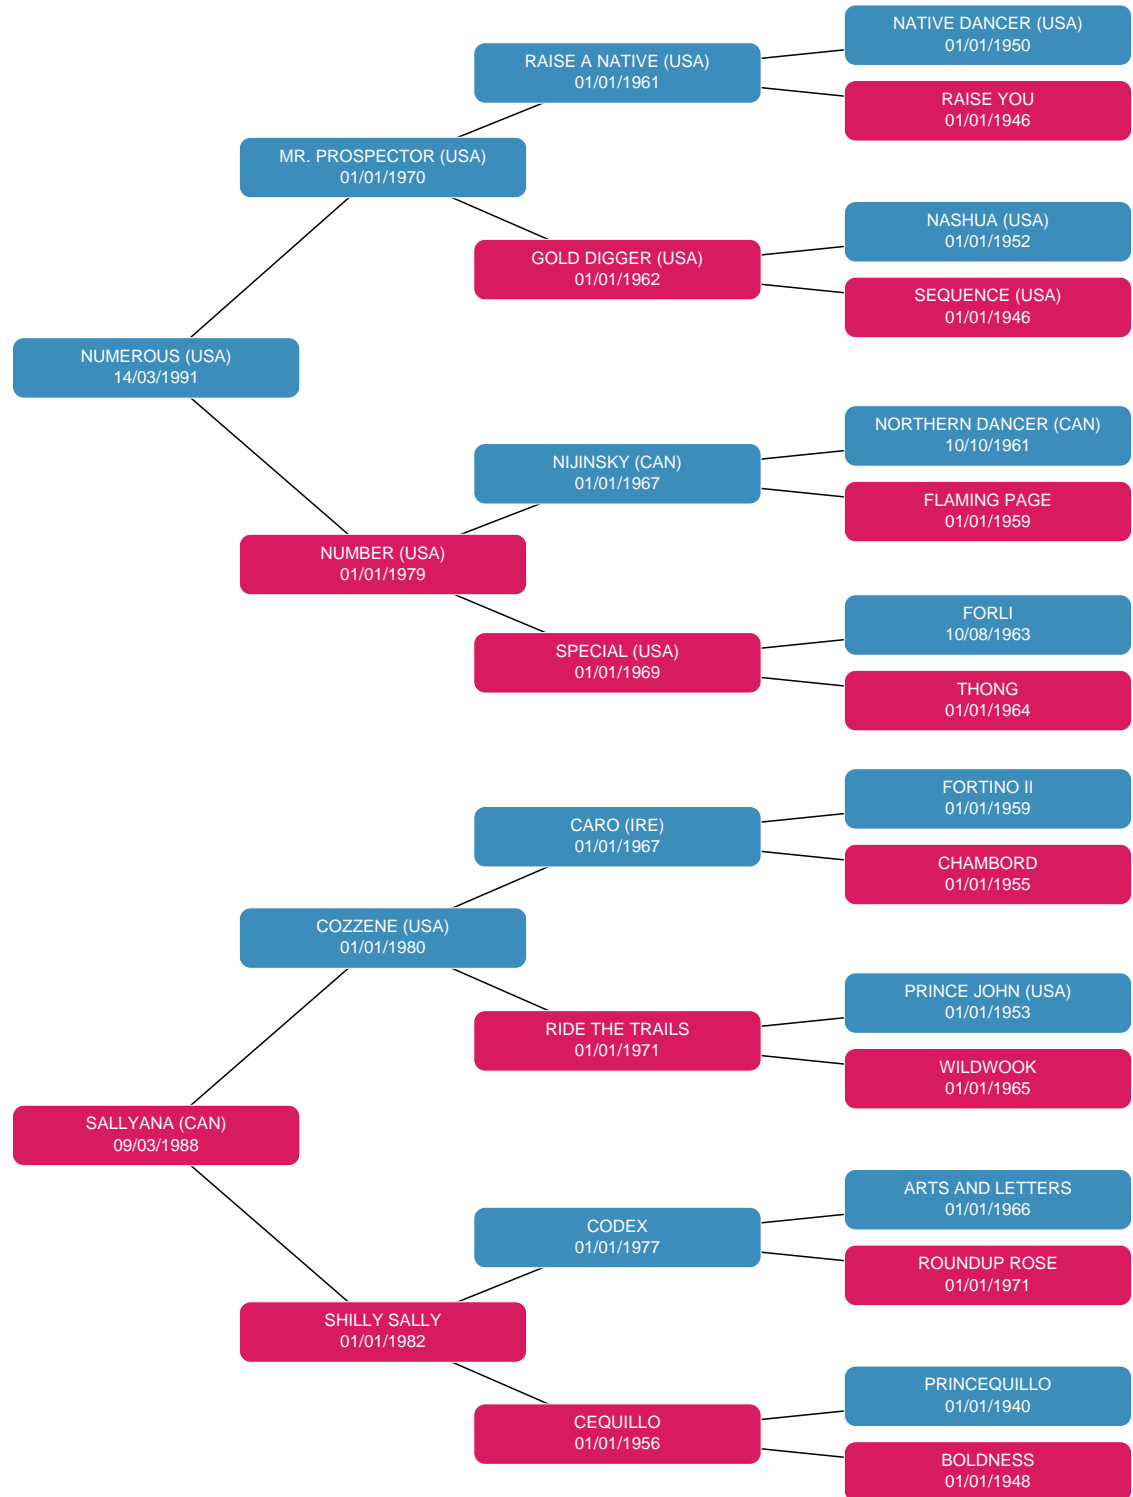 NATIVE DANCER (USA)
01/01/1950
RAISE A NATIVE (USA)
01/01/1961
RAISE YOU
01/01/1946
MR. PROSPECTOR (USA)
01/01/1970
NASHUA (USA)
01/01/1952
GOLD DIGGER (USA)
01/01/1962
SEQUENCE (USA)
01/01/1946
NUMEROUS (USA)
14/03/1991
NORTHERN DANCER (CAN)
10/10/1961
NIJINSKY (CAN)
01/01/1967
FLAMING PAGE
01/01/1959
NUMBER (USA)
01/01/1979
FORLI
10/08/1963
SPECIAL (USA)
01/01/1969
THONG
01/01/1964
FORTINO II
01/01/1959
CARO (IRE)
01/01/1967
CHAMBORD
01/01/1955
COZZENE (USA)
01/01/1980
PRINCE JOHN (USA)
01/01/1953
RIDE THE TRAILS
01/01/1971
WILDWOOK
01/01/1965
SALLYANA (CAN)
09/03/1988
ARTS AND LETTERS
01/01/1966
CODEX
01/01/1977
ROUNDUP ROSE
01/01/1971
SHILLY SALLY
01/01/1982
PRINCEQUILLO
01/01/1940
CEQUILLO
01/01/1956
BOLDNESS
01/01/1948